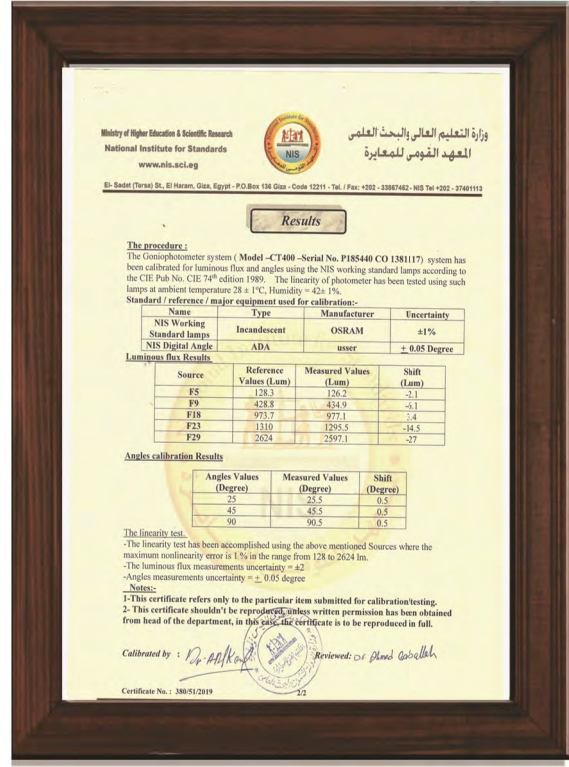 Ministry of Higher Education & Scientific Research
National Institute for Standards
www.nis.sci.eg
NIS
وزارة التعليم العالى والبحث العلمى
المعهد القومى للمعايرة
El- Sadat (Tersa) St., El Haram, Giza, Egypt - P.O.Box 136 Giza - Code 12211 - Tel. / Fax: +202 - 33867452- NIS Tel +202 - 37401113
Results
The procedure :
The Goniophotometer system ( Model –CT400 –Serial No. P185440 CO 1381I17) system has
been calibrated for luminous flux and angles using the NIS working standard lamps according to
the CIE Pub No. CIE 74th edition 1989. The linearity of photometer has been tested using such
lamps at ambient temperature 28 ± 1°C, Humidity = 42± 1%.
Standard / reference / major equipment used for calibration:-
Name Type Manufacturer Uncertainty
NIS Working
Standard lamps Incandescent OSRAM ±1%
NIS Digital Angle ADA usser ± 0.05 Degree
Luminous flux Results
Source Reference Values (Lum) Measured Values (Lum) Shift (Lum)
F5 128.3 126.2 -2.1
F9 428.8 434.9 -6.1
F18 973.7 977.1 3.4
F23 1310 1295.5 -14.5
F29 2624 2597.1 -27
Angles calibration Results
Angles Values (Degree) Measured Values (Degree) Shift (Degree)
25 25.5 0.5
45 45.5 0.5
90 90.5 0.5
The linearity test.
-The linearity test has been accomplished using the above mentioned Sources where the
maximum nonlinearity error is 1 % in the range from 128 to 2624 lm.
-The luminous flux measurements uncertainty = ±2
-Angles measurements uncertainty = ± 0.05 degree
Notes:-
1-This certificate refers only to the particular item submitted for calibration/testing.
2- This certificate shouldn't be reproduced, unless written permission has been obtained
from head of the department, in this case, the certificate is to be reproduced in full.
Calibrated by :
Reviewed: Dr Ahmed Gaballah
Certificate No. : 380/51/2019
2/2